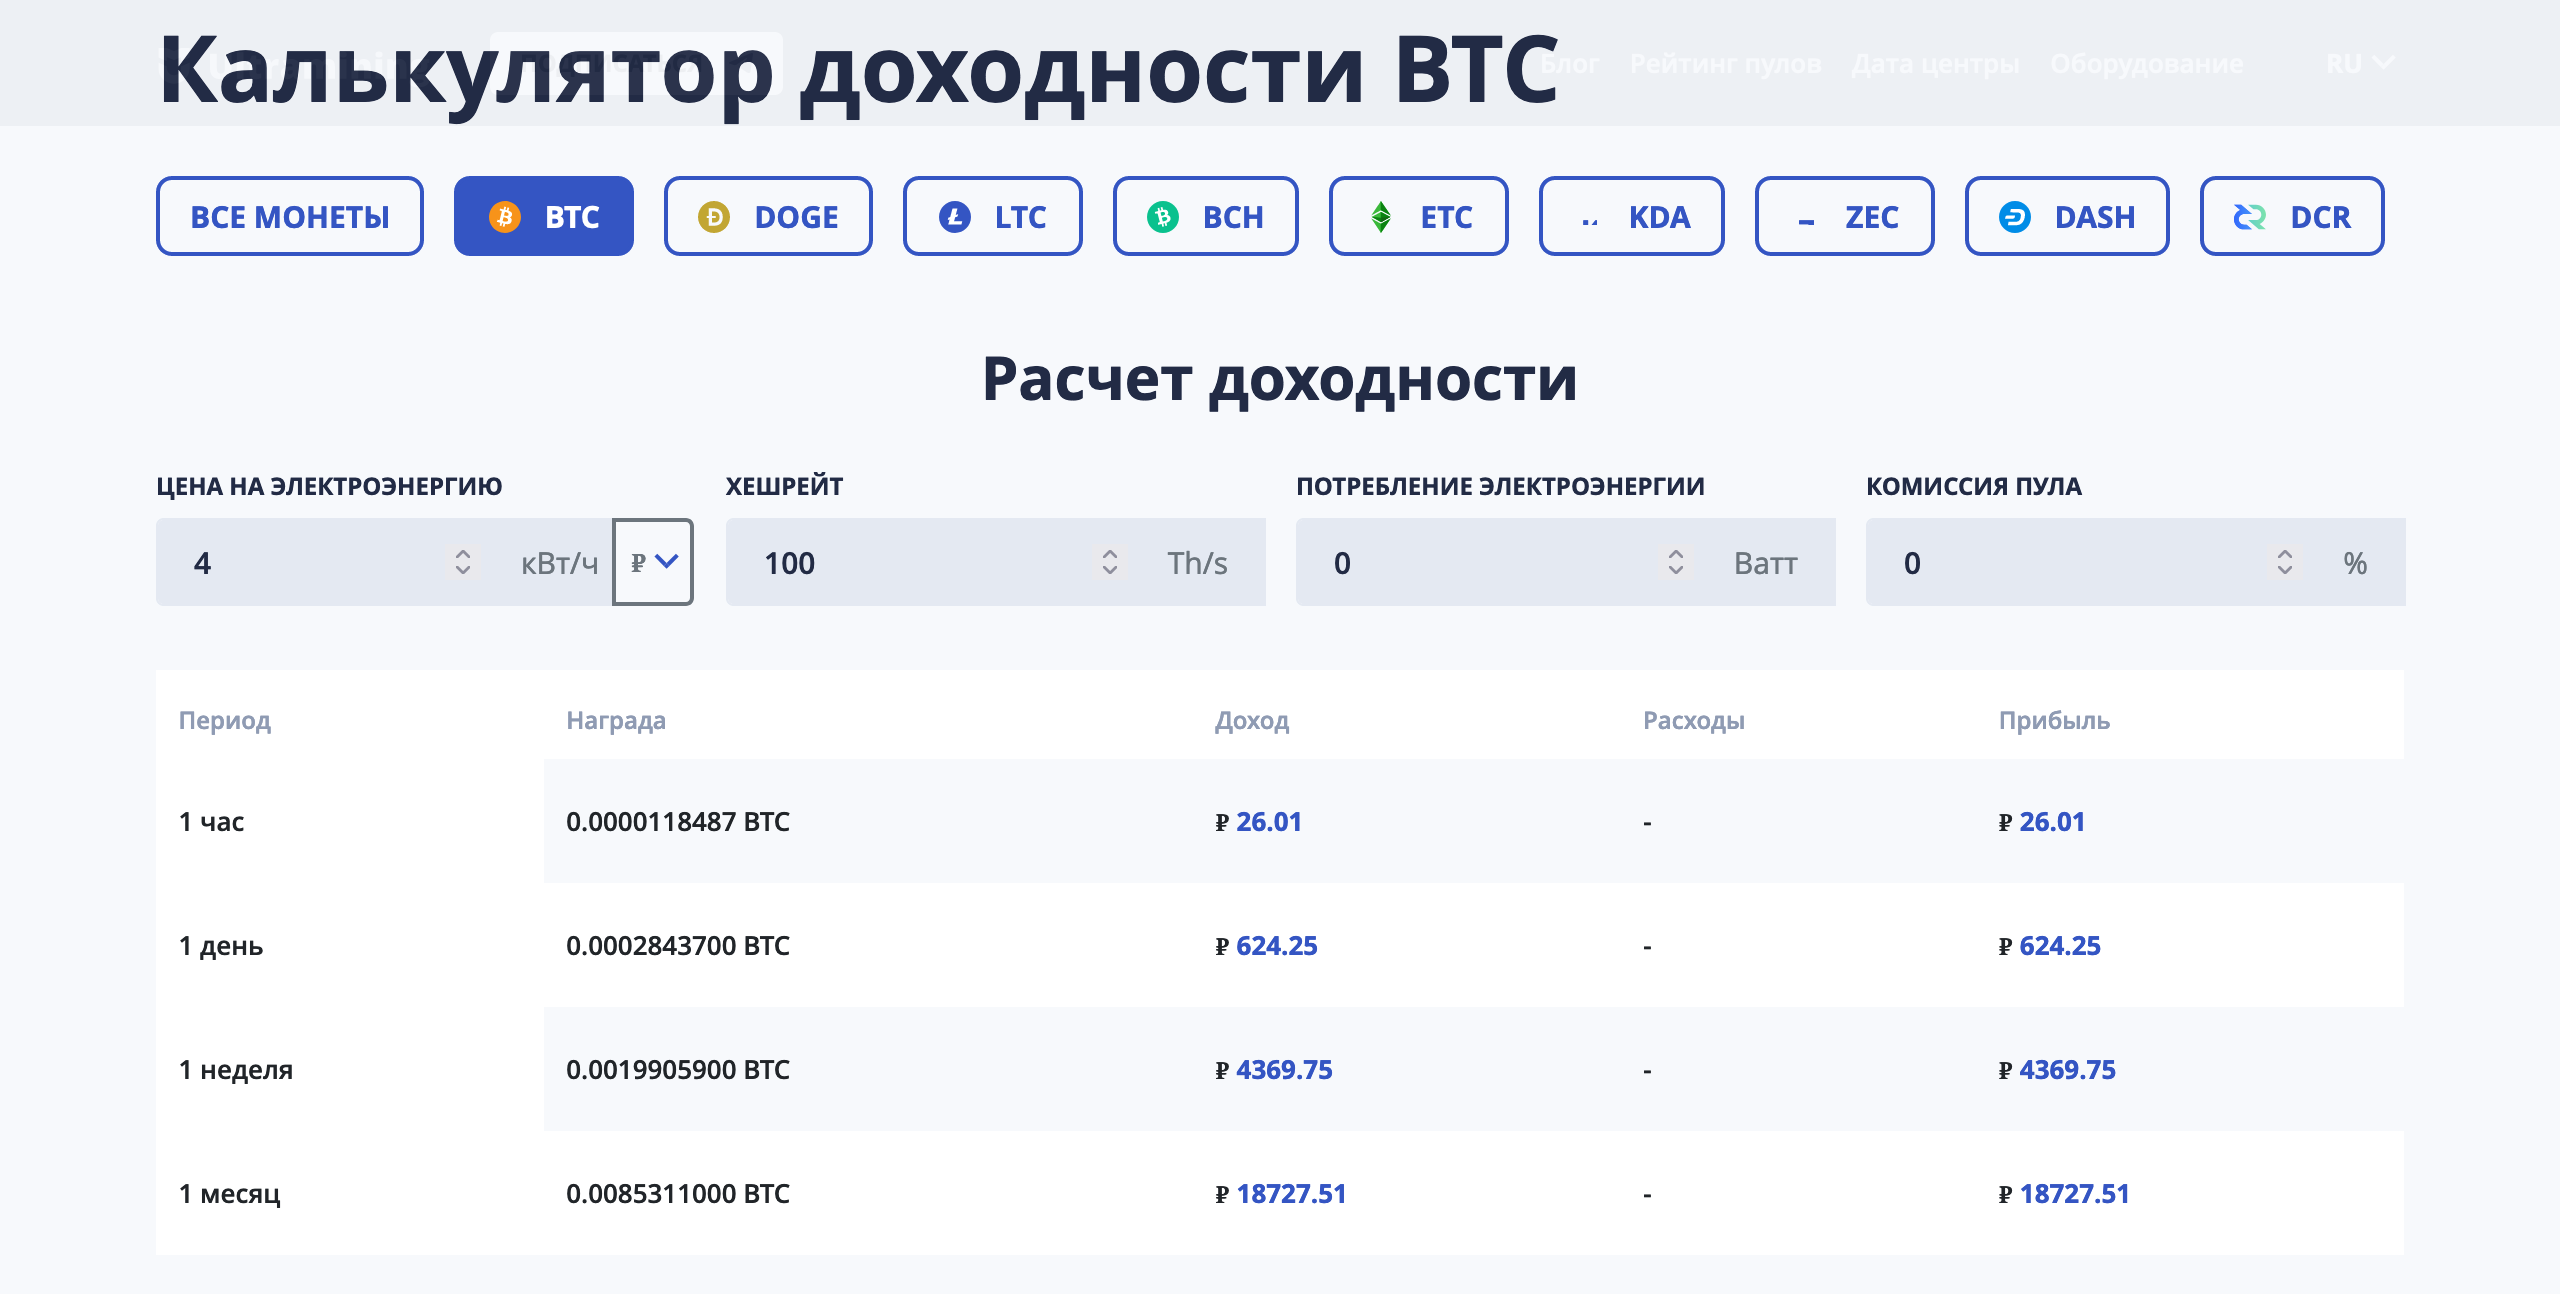 Калькулятор доходности BTC
Блог Рейтинг пулов Дата центры Оборудование RU
ВСЕ МОНЕТЫ BTC DOGE LTC BCH ETC KDA ZEC DASH DCR
Расчет доходности
ЦЕНА НА ЭЛЕКТРОЭНЕРГИЮ ХЕШРЕЙТ ПОТРЕБЛЕНИЕ ЭЛЕКТРОЭНЕРГИИ КОМИССИЯ ПУЛА
4 кВт/ч ₽ 100 Th/s 0 Ватт 0 %
Период Награда Доход Расходы Прибыль
1 час 0.0000118487 BTC ₽ 26.01 - ₽ 26.01
1 день 0.0002843700 BTC ₽ 624.25 - ₽ 624.25
1 неделя 0.0019905900 BTC ₽ 4369.75 - ₽ 4369.75
1 месяц 0.0085311000 BTC ₽ 18727.51 - ₽ 18727.51